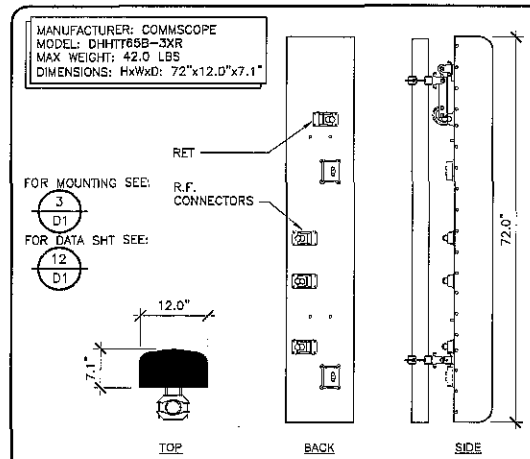 MANUFACTURER: COMMSCOPE
MODEL: DHHTT65B-3XR
MAX WEIGHT: 42.0 LBS
DIMENSIONS: HxWxD: 72"x12.0"x7.1"
RET
FOR MOUNTING SEE:
3
D1
R.F.
CONNECTORS
FOR DATA SHT SEE:
12
D1
72.0"
12.0"
7.1"
TOP
BACK
SIDE